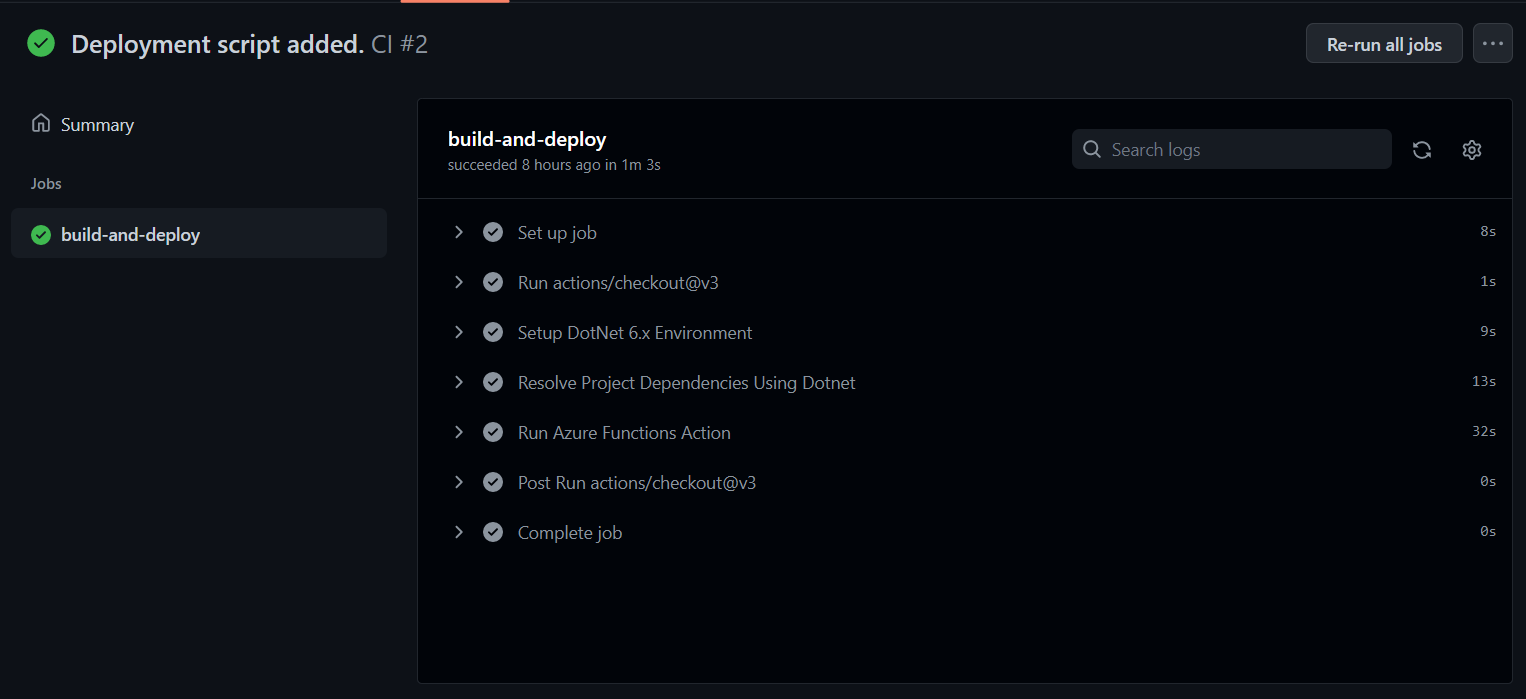 Deployment script added. CI #2
Re-run all jobs
Summary
Jobs
build-and-deploy
build-and-deploy
succeeded 8 hours ago in 1m 3s
Search logs
Set up job 8s
Run actions/checkout@v3 1s
Setup DotNet 6.x Environment 9s
Resolve Project Dependencies Using Dotnet 13s
Run Azure Functions Action 32s
Post Run actions/checkout@v3 0s
Complete job 0s